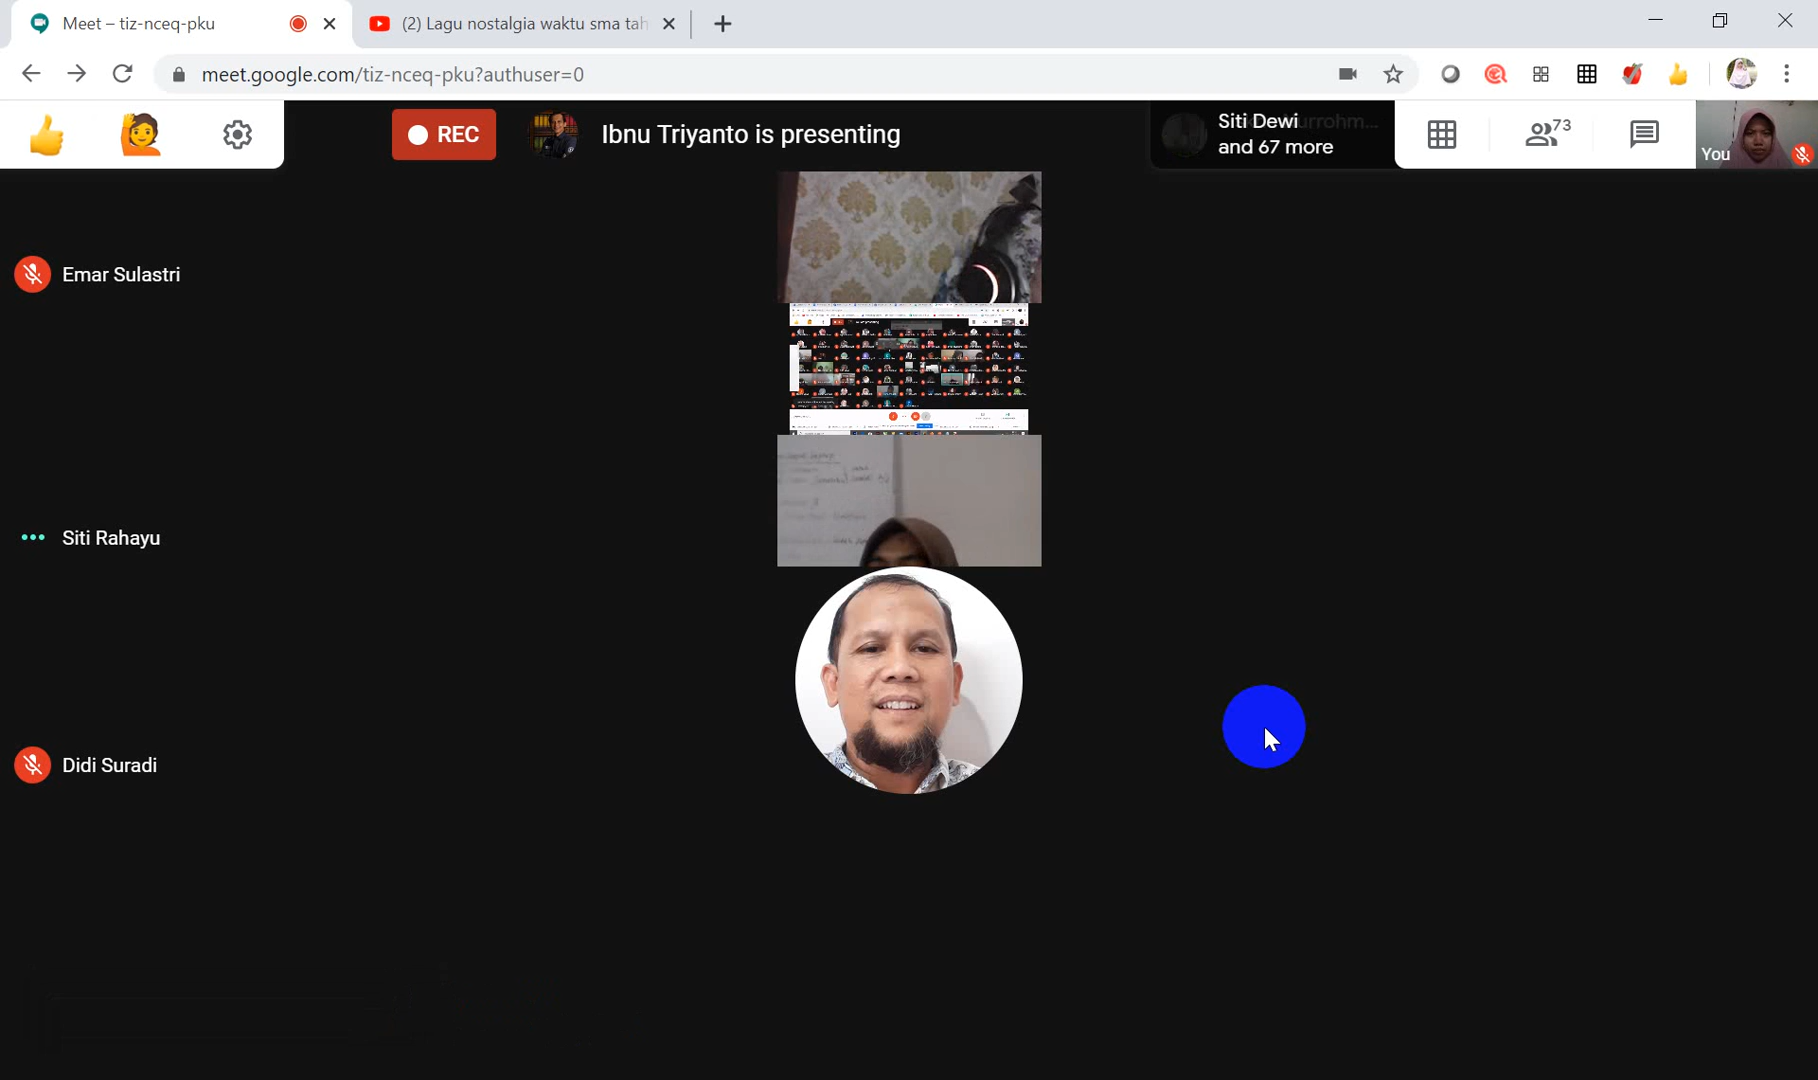 Meet – tiz-nceq-pku
(2) Lagu nostalgia waktu sma tah
meet.google.com/tiz-nceq-pku?authuser=0
REC
Ibnu Triyanto is presenting
Siti Dewi
and 67 more
73
You
Emar Sulastri
Siti Rahayu
Didi Suradi